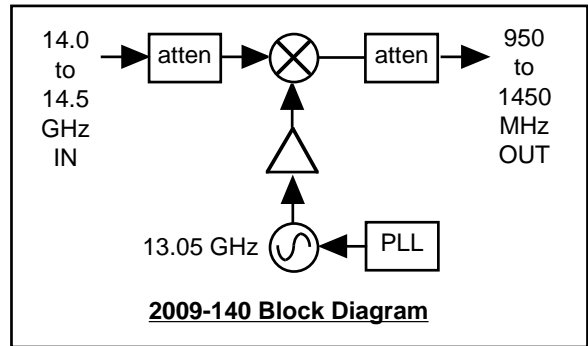 14.0
to
14.5
GHz
IN
atten
atten
950
to
1450
MHz
OUT
13.05 GHz
PLL
2009-140 Block Diagram